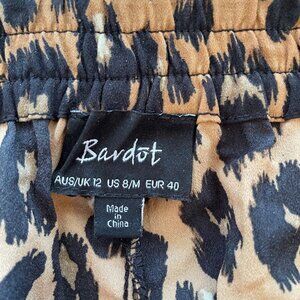 Bardot
AUS/UK 12 US 8/M EUR 40
Made
in
China